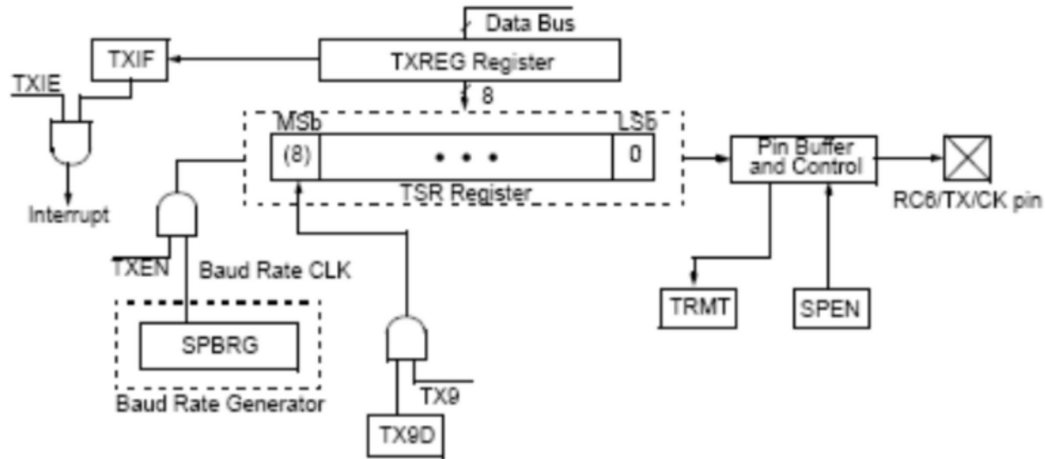 Data Bus
TXIF
TXREG Register
TXIE
8
MSb
LSb
(8)
• • •
0
Pin Buffer
and Control
TSR Register
Interrupt
RC6/TX/CK pin
TXEN
Baud Rate CLK
TRMT
SPEN
SPBRG
TX9
Baud Rate Generator
TX9D